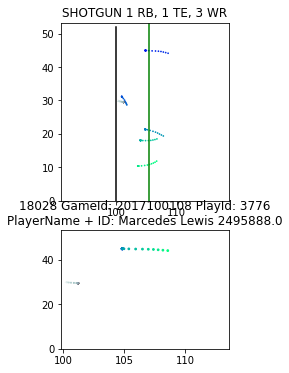 SHOTGUN 1 RB, 1 TE, 3 WR
50
40
30
20
10
0
100 110
18028 GameId: 2017100108 PlayId: 3776
PlayerName + ID: Marcedes Lewis 2495888.0
40
20
0
100 105 110